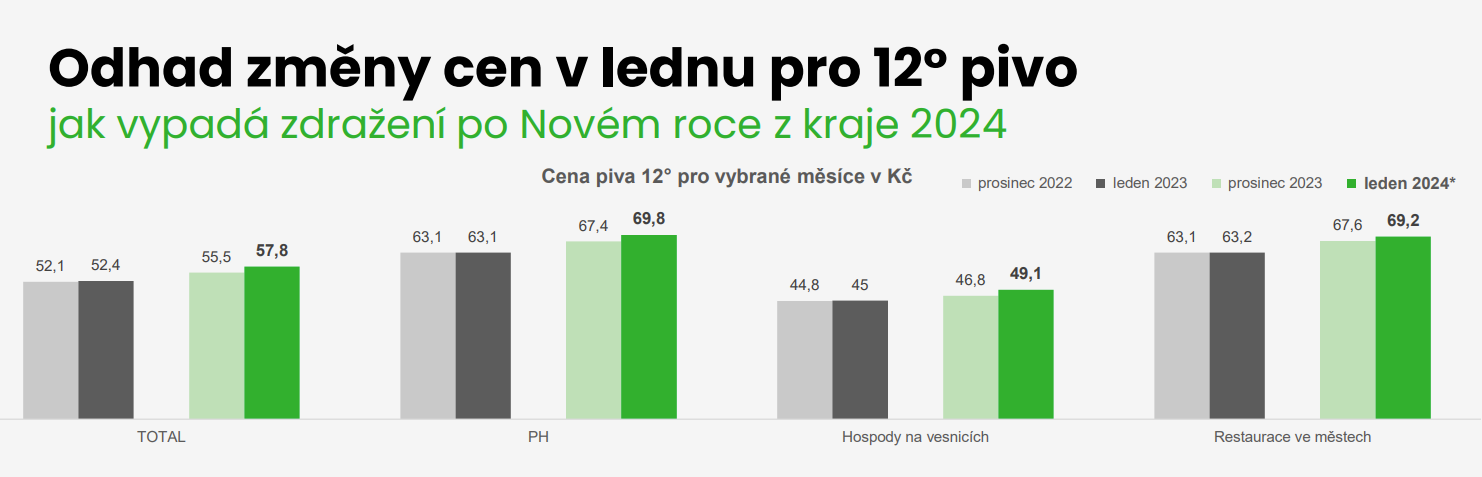 Odhad změny cen v lednu pro 12° pivo
jak vypadá zdražení po Novém roce z kraje 2024
Cena piva 12° pro vybrané měsíce v Kč
prosinec 2022 leden 2023 prosinec 2023 leden 2024*
52,1 52,4 55,5 57,8
63,1 63,1 67,4 69,8
44,8 45 46,8 49,1
63,1 63,2 67,6 69,2
TOTAL PH Hospody na vesnicích Restaurace ve městech